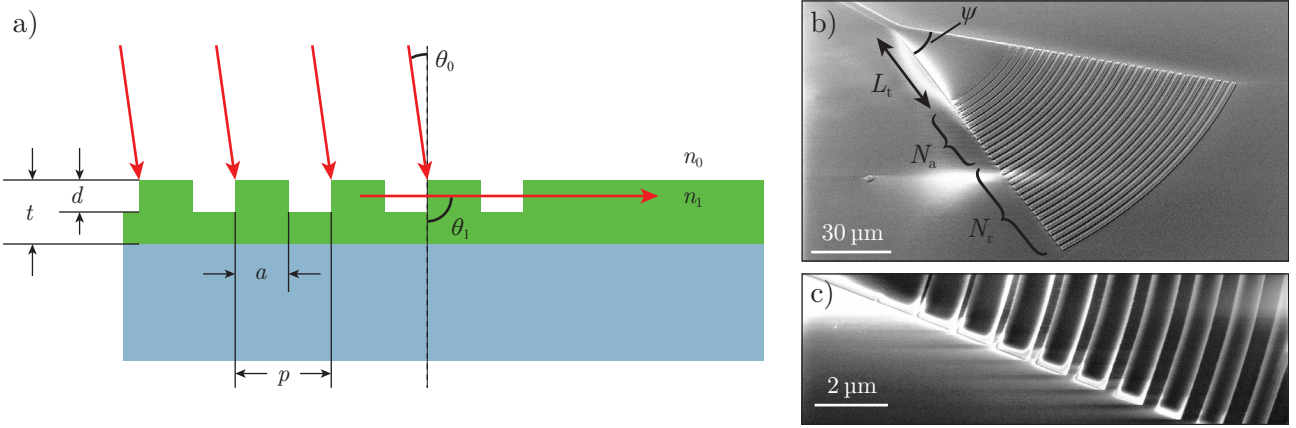 a)
θ₀
n₀
n₁
d
t
θ₁
a
p
b)
ψ
Lₜ
Nₐ
Nᵣ
30 µm
c)
2 µm